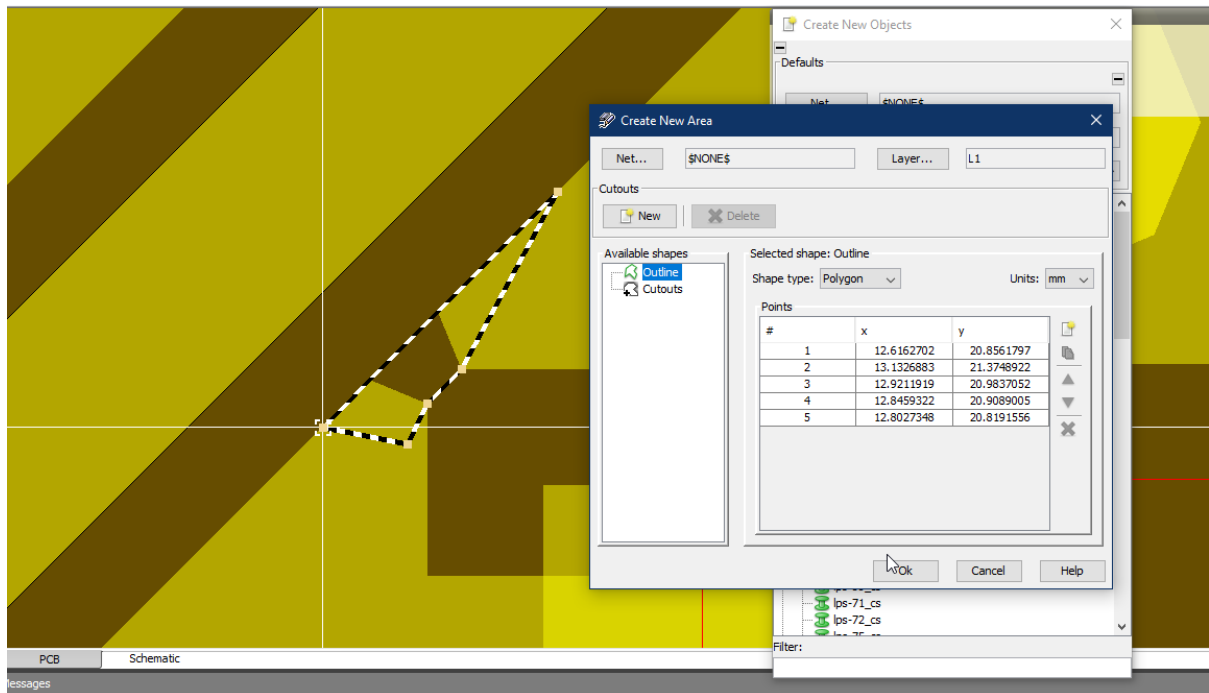 Create New Objects
Defaults
Net... $NONE$
Create New Area
Net... $NONE$ Layer... L1
Cutouts
New Delete
Available shapes
Outline
Cutouts
Selected shape: Outline
Shape type: Polygon Units: mm
Points
# x y
1 12.6162702 20.8561797
2 13.1326883 21.3748922
3 12.9211919 20.9837052
4 12.8459322 20.9089005
5 12.8027348 20.8191556
Ok Cancel Help
lps-71_cs
lps-72_cs
Filter:
PCB Schematic